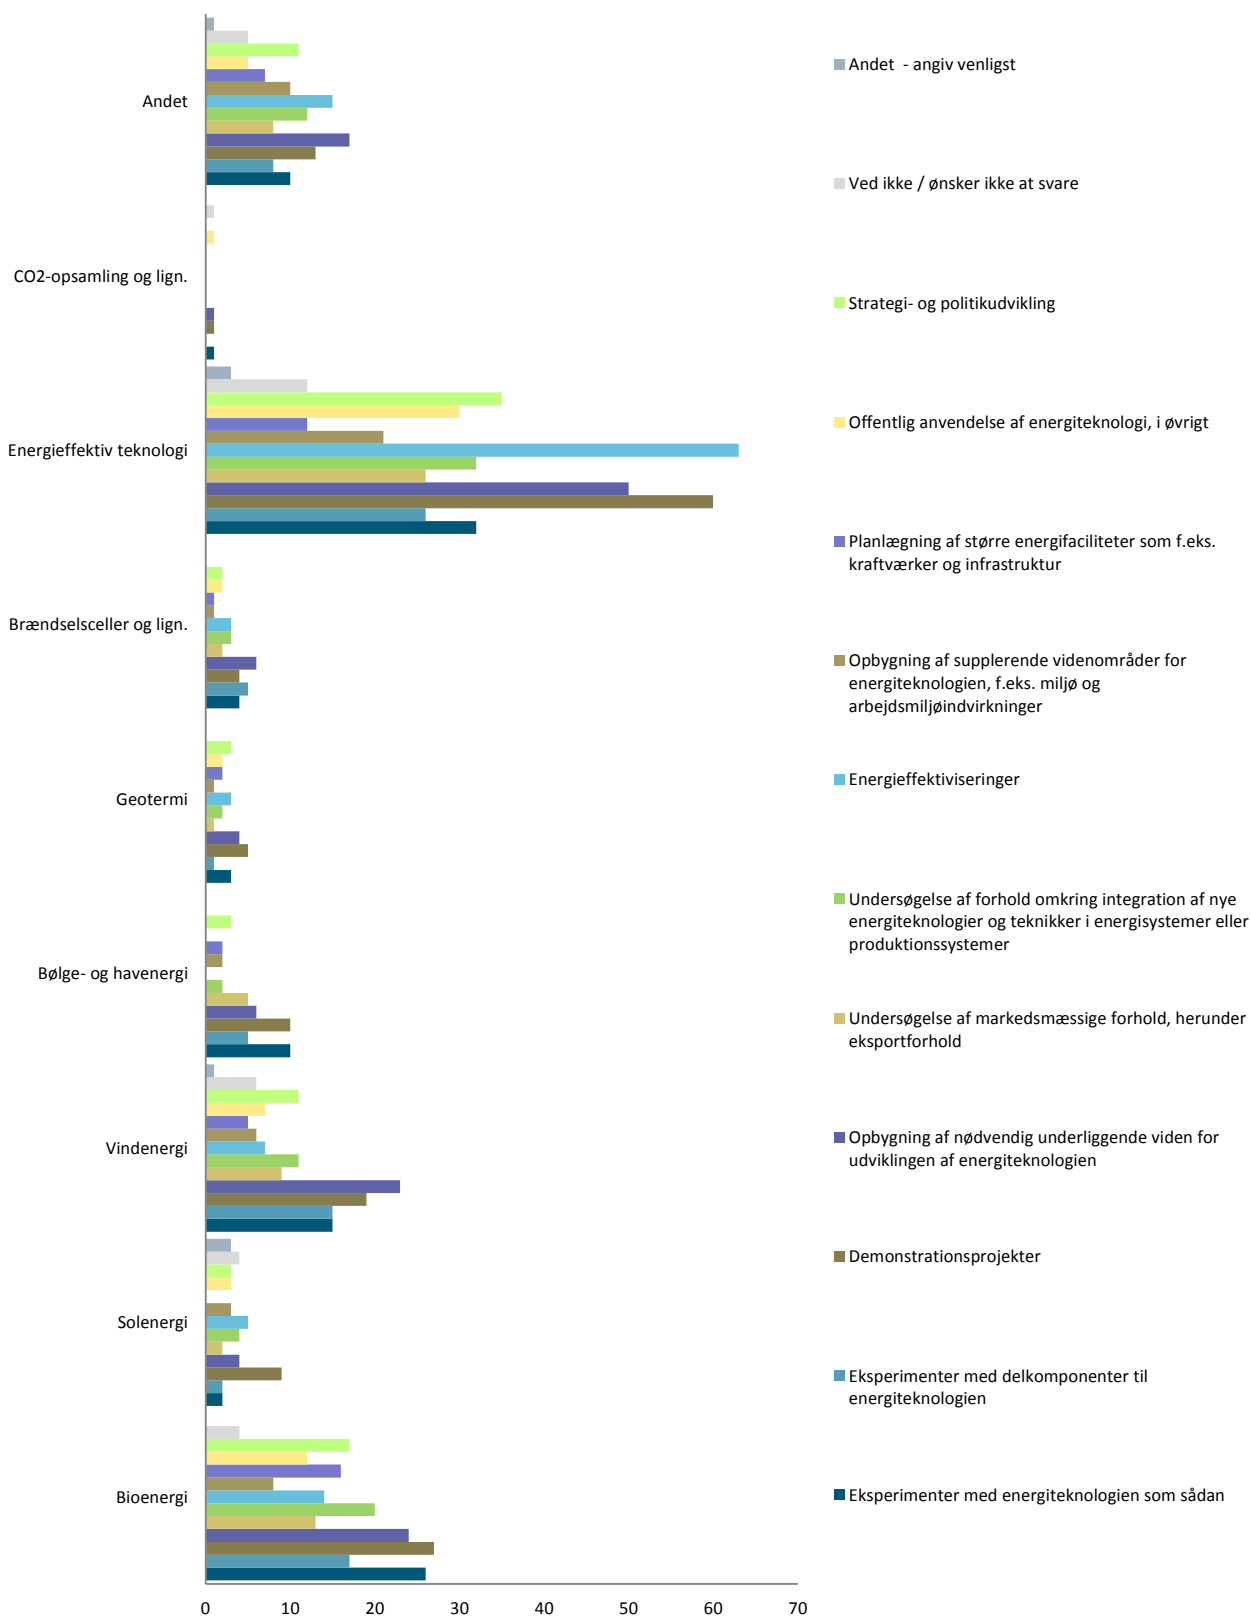 Andet
CO2-opsamling og lign.
Energieffektiv teknologi
Brændselsceller og lign.
Geotermi
Bølge- og havenergi
Vindenergi
Solenergi
Bioenergi
0 10 20 30 40 50 60 70
Andet - angiv venligst
Ved ikke / ønsker ikke at svare
Strategi- og politikudvikling
Offentlig anvendelse af energiteknologi, i øvrigt
Planlægning af større energifaciliteter som f.eks.
kraftværker og infrastruktur
Opbygning af supplerende videnområder for
energiteknologien, f.eks. miljø og
arbejdsmiljøindvirkninger
Energieffektiviseringer
Undersøgelse af forhold omkring integration af nye
energiteknologier og teknikker i energisystemer eller
produktionssystemer
Undersøgelse af markedsmæssige forhold, herunder
eksportforhold
Opbygning af nødvendig underliggende viden for
udviklingen af energiteknologien
Demonstrationsprojekter
Eksperimenter med delkomponenter til
energiteknologien
Eksperimenter med energiteknologien som sådan